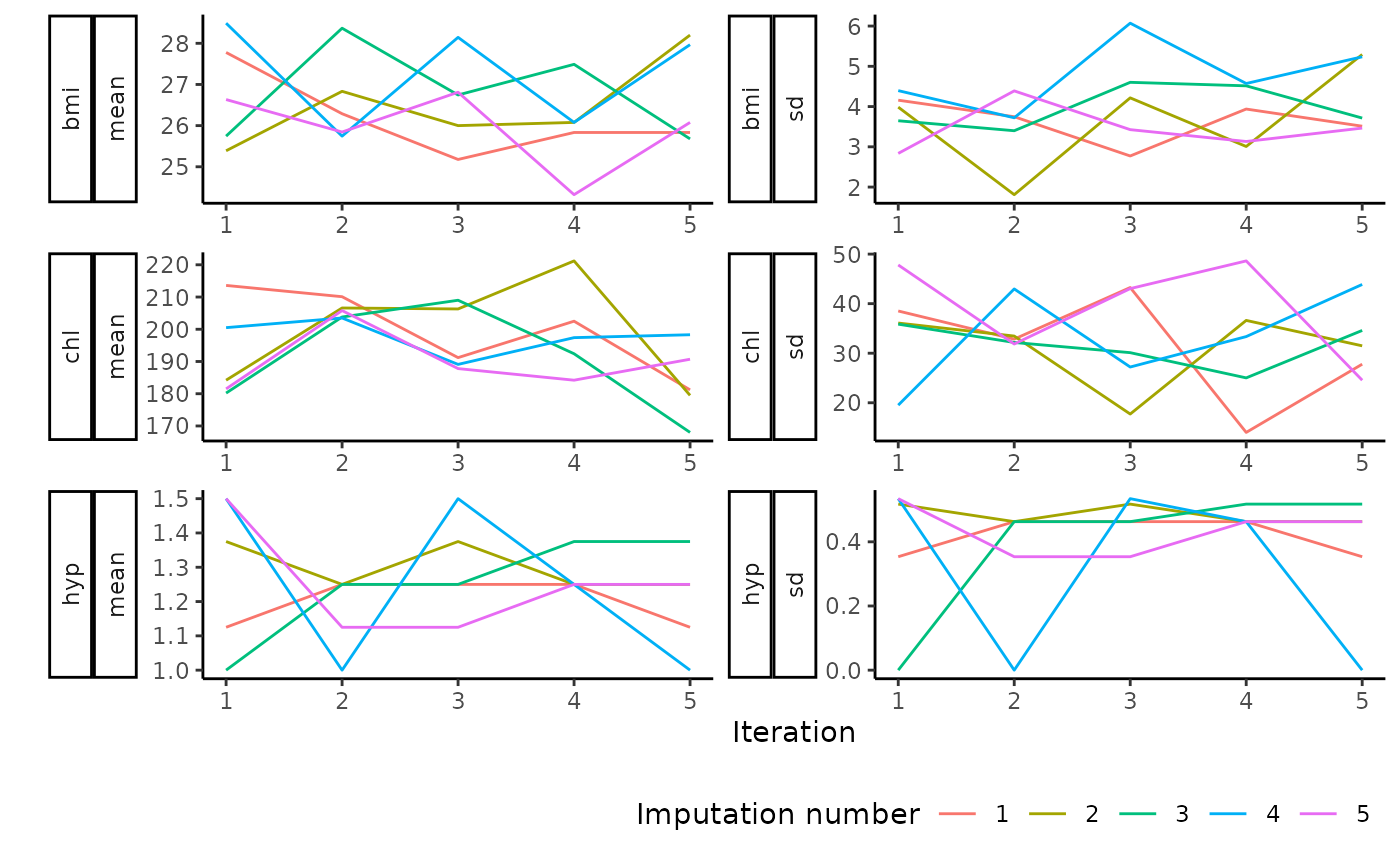 bmi
mean
28
27
26
25
1 2 3 4 5
bmi
sd
6
5
4
3
2
1 2 3 4 5
chl
mean
220
210
200
190
180
170
1 2 3 4 5
chl
sd
50
40
30
20
1 2 3 4 5
hyp
mean
1.5
1.4
1.3
1.2
1.1
1.0
1 2 3 4 5
hyp
sd
0.4
0.2
0.0
1 2 3 4 5
Iteration
Imputation number 1 2 3 4 5